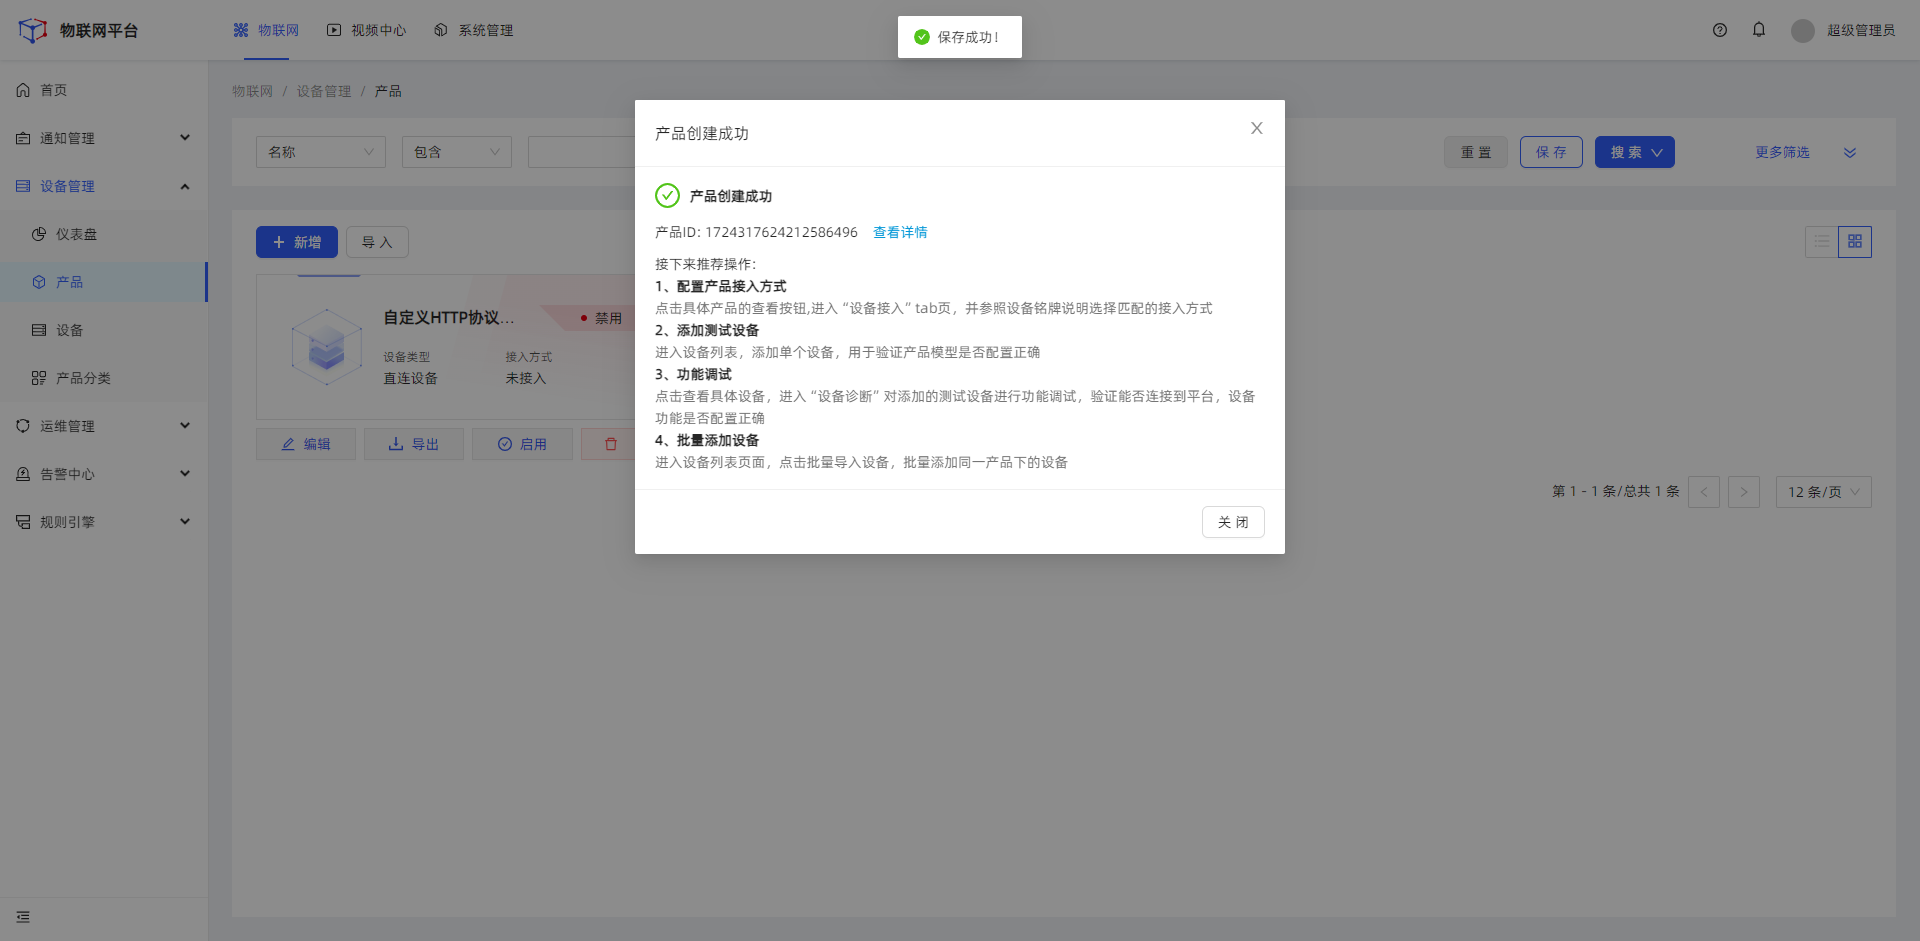 物联网平台
物联网
视频中心
系统管理
保存成功！
超级管理员
首页
通知管理
设备管理
仪表盘
产品
设备
产品分类
运维管理
告警中心
规则引擎
物联网 / 设备管理 / 产品
名称
包含
重 置
保 存
搜 索
更多筛选
新增
导 入
自定义HTTP协议...
禁用
设备类型
接入方式
直连设备
未接入
编辑
导出
启用
第 1 - 1 条/总共 1 条
12 条/页
产品创建成功
产品创建成功
产品ID: 1724317624212586496 查看详情
接下来推荐操作:
1、配置产品接入方式
点击具体产品的查看按钮,进入 “设备接入” tab页，并参照设备铭牌说明选择匹配的接入方式
2、添加测试设备
进入设备列表，添加单个设备，用于验证产品模型是否配置正确
3、功能调试
点击查看具体设备，进入 “设备诊断” 对添加的测试设备进行功能调试，验证能否连接到平台，设备
功能是否配置正确
4、批量添加设备
进入设备列表页面，点击批量导入设备，批量添加同一产品下的设备
关 闭